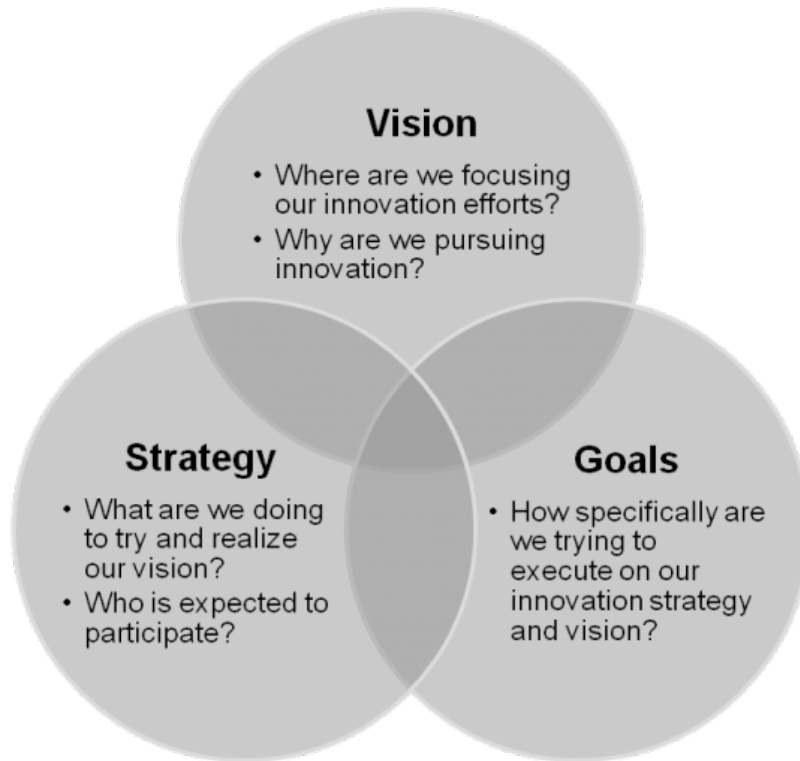 Vision
• Where are we focusing
our innovation efforts?
• Why are we pursuing
innovation?
Strategy
• What are we doing
to try and realize
our vision?
• Who is expected to
participate?
Goals
• How specifically are
we trying to
execute on our
innovation strategy
and vision?